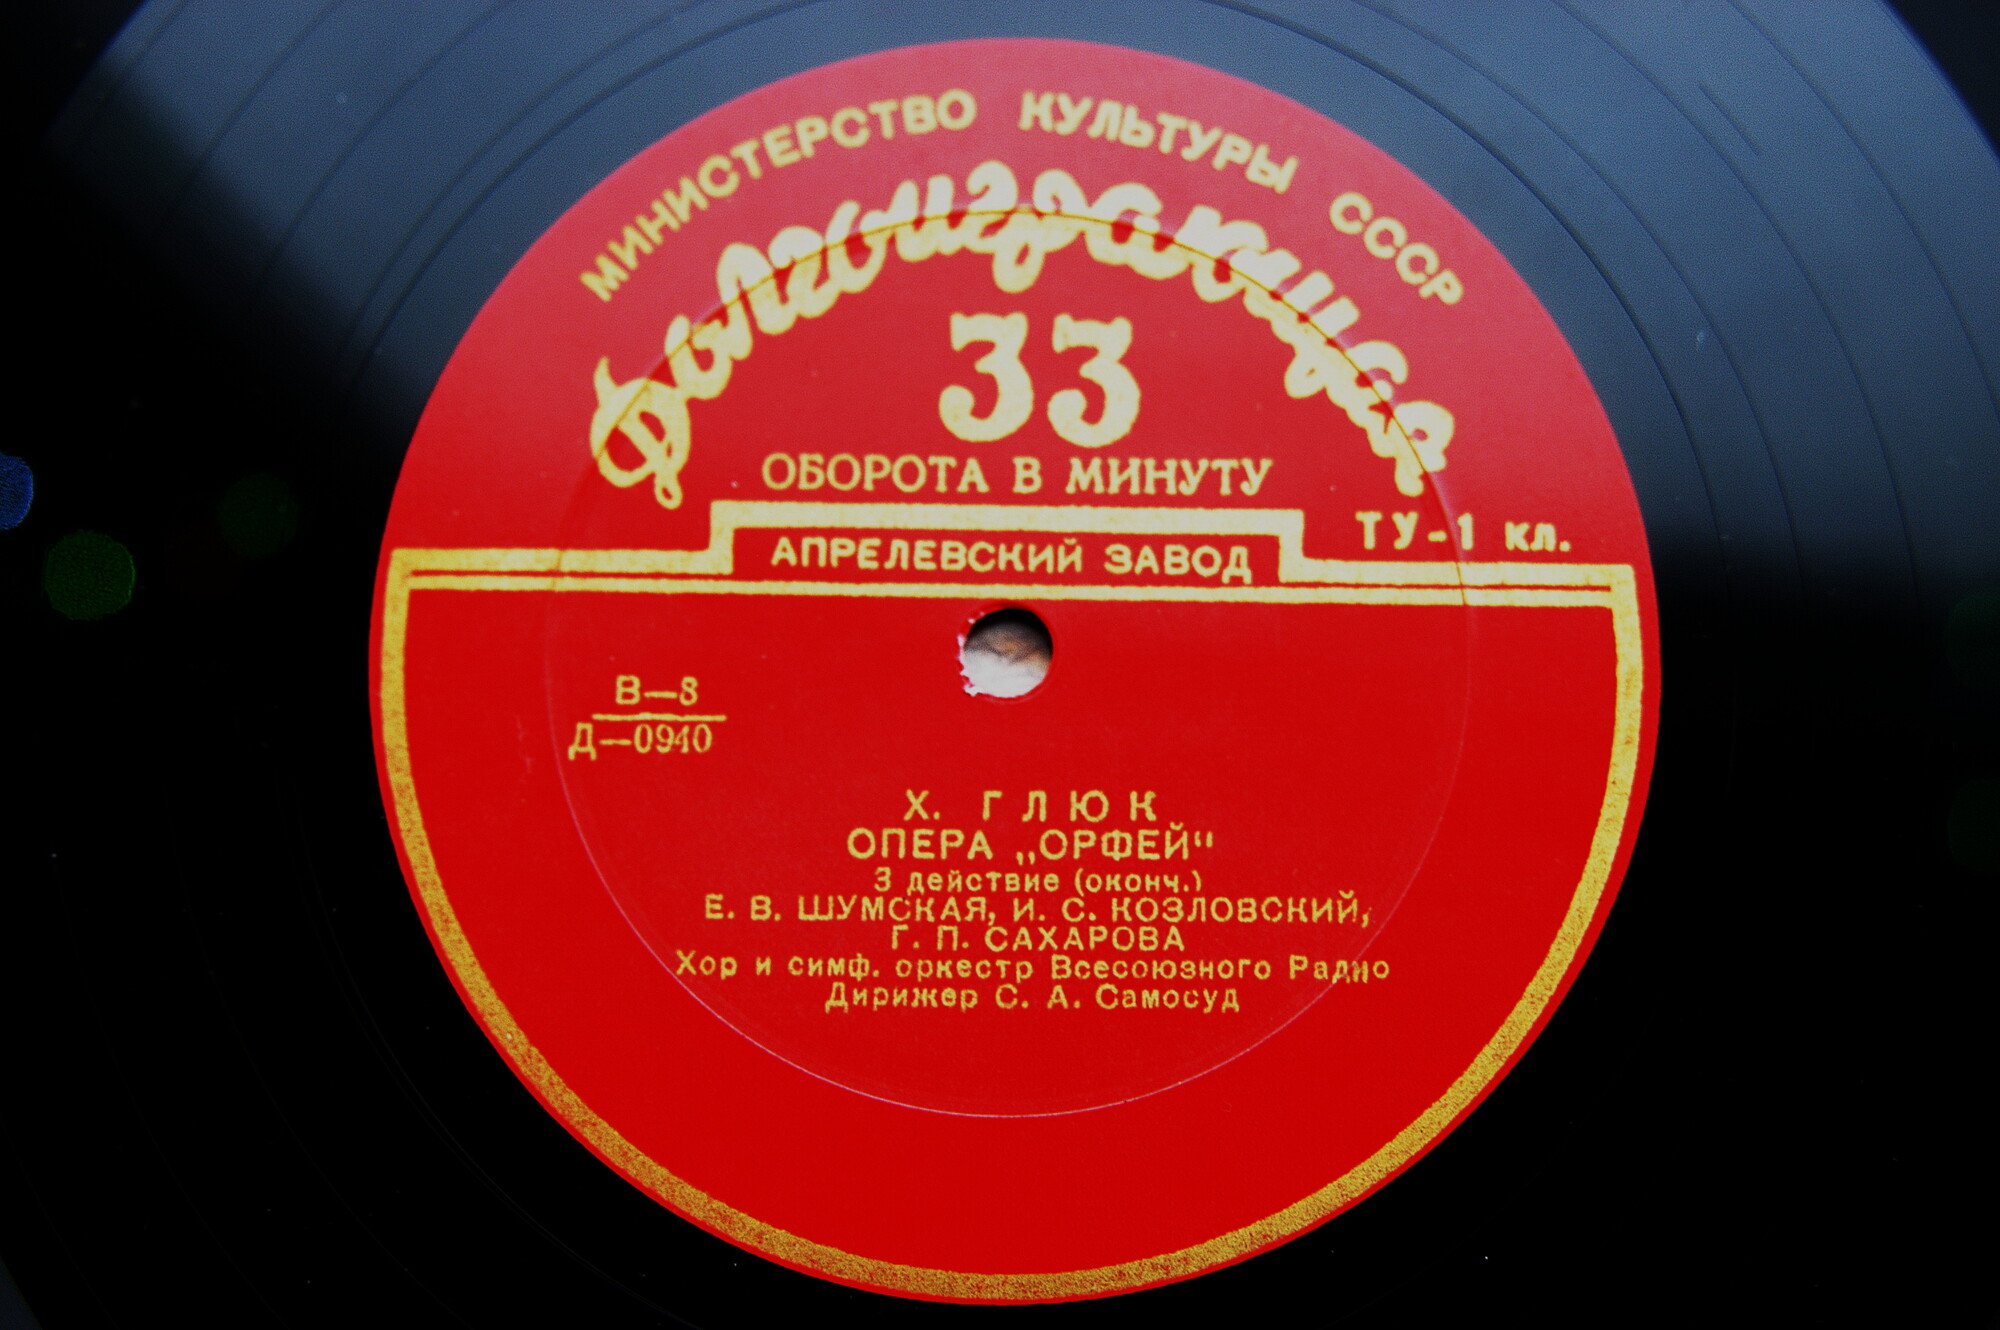 МИНИСТЕРСТВО КУЛЬТУРЫ СССР
Долгоиграющая
33
ОБОРОТА В МИНУТУ
ТУ-1 кл.
АПРЕЛЕВСКИЙ ЗАВОД
В—8
Д—0940
Х. ГЛЮК
ОПЕРА „ОРФЕЙ“
3 действие (оконч.)
Е. В. ШУМСКАЯ, И. С. КОЗЛОВСКИЙ,
Г. П. САХАРОВА
Хор и симф. оркестр Всесоюзного Радио
Дирижер С. А. Самосуд